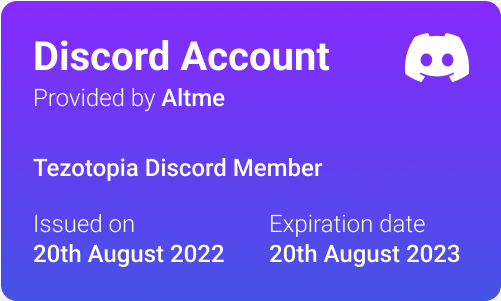 Discord Account
Provided by Altme
Tezotopia Discord Member
Issued on
20th August 2022
Expiration date
20th August 2023